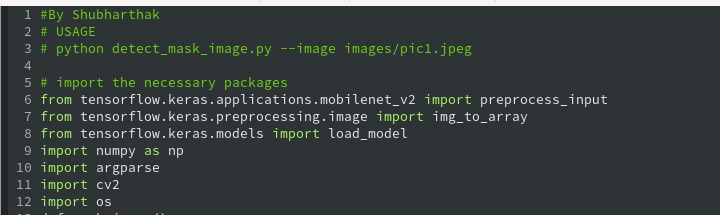 1 #By Shubharthak
2 # USAGE
3 # python detect_mask_image.py --image images/pic1.jpeg
4
5 # import the necessary packages
6 from tensorflow.keras.applications.mobilenet_v2 import preprocess_input
7 from tensorflow.keras.preprocessing.image import img_to_array
8 from tensorflow.keras.models import load_model
9 import numpy as np
10 import argparse
11 import cv2
12 import os